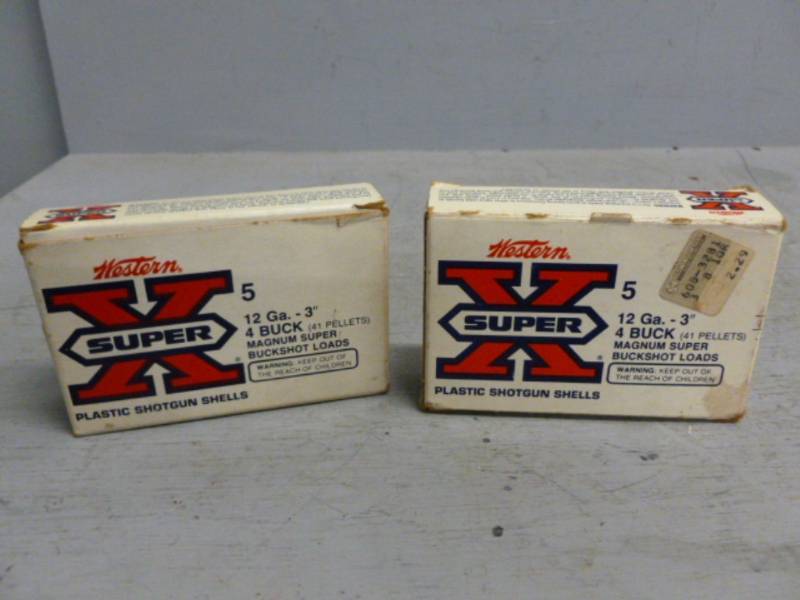 Western
SUPER X
5
12 Ga. - 3"
4 BUCK (41 PELLETS)
MAGNUM SUPER
BUCKSHOT LOADS
WARNING: KEEP OUT OF
THE REACH OF CHILDREN.
PLASTIC SHOTGUN SHELLS
Western
SUPER X
5
12 Ga. - 3"
4 BUCK (41 PELLETS)
MAGNUM SUPER
BUCKSHOT LOADS
WARNING: KEEP OUT OF
THE REACH OF CHILDREN.
PLASTIC SHOTGUN SHELLS
2.29